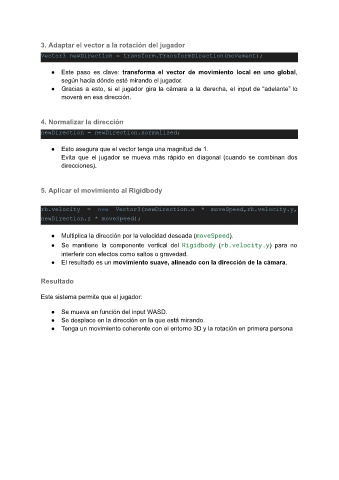 3. Adaptar el vector a la rotación del jugador
Vector3 newDirection = transform.TransformDirection(movement);
● Este paso es clave: transforma el vector de movimiento local en uno global,
según hacia dónde esté mirando el jugador.
● Gracias a esto, si el jugador gira la cámara a la derecha, el input de "adelante" lo
moverá en esa dirección.
4. Normalizar la dirección
newDirection = newDirection.normalized;
● Esto asegura que el vector tenga una magnitud de 1.
Evita que el jugador se mueva más rápido en diagonal (cuando se combinan dos
direcciones).
5. Aplicar el movimiento al Rigidbody
rb.velocity = new Vector3(newDirection.x * moveSpeed,rb.velocity.y,
newDirection.z * moveSpeed);
● Multiplica la dirección por la velocidad deseada (moveSpeed).
● Se mantiene la componente vertical del Rigidbody (rb.velocity.y) para no
interferir con efectos como saltos o gravedad.
● El resultado es un movimiento suave, alineado con la dirección de la cámara.
Resultado
Este sistema permite que el jugador:
● Se mueva en función del input WASD.
● Se desplace en la dirección en la que está mirando.
● Tenga un movimiento coherente con el entorno 3D y la rotación en primera persona